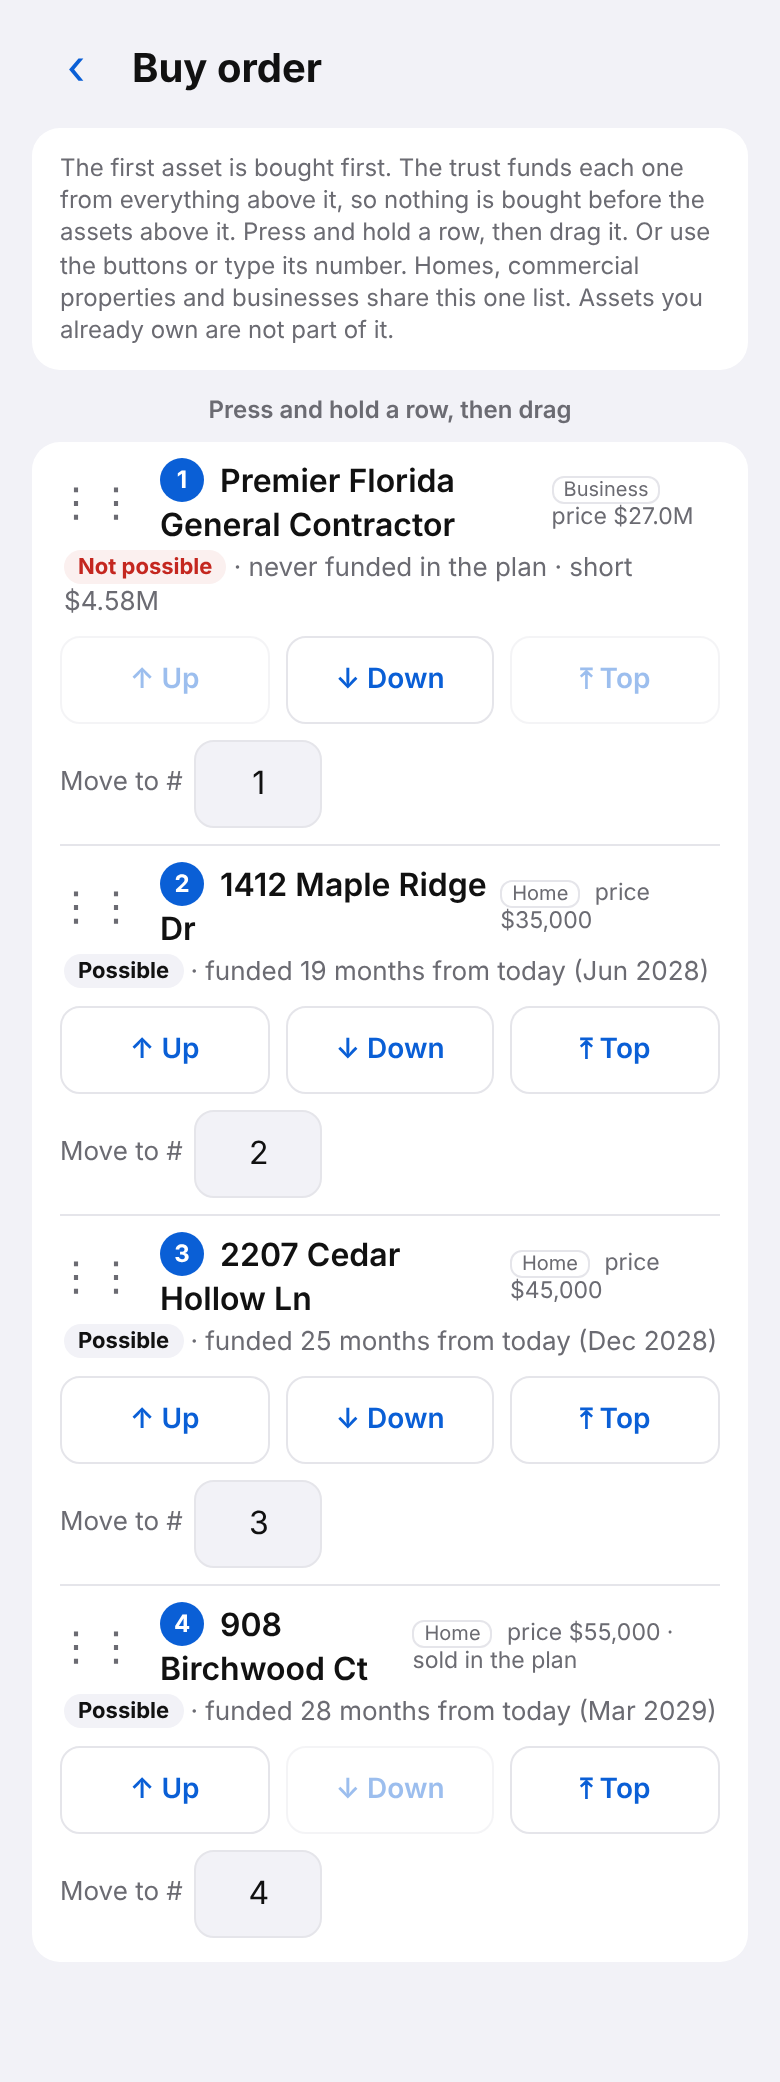 ‹ Buy order
The first asset is bought first. The trust funds each one
from everything above it, so nothing is bought before the
assets above it. Press and hold a row, then drag it. Or use
the buttons or type its number. Homes, commercial
properties and businesses share this one list. Assets you
already own are not part of it.
Press and hold a row, then drag
1 Premier Florida
General Contractor
Business
price $27.0M
Not possible · never funded in the plan · short
$4.58M
↑ Up ↓ Down ⤒ Top
Move to # 1
2 1412 Maple Ridge
Dr
Home price
$35,000
Possible · funded 19 months from today (Jun 2028)
↑ Up ↓ Down ⤒ Top
Move to # 2
3 2207 Cedar
Hollow Ln
Home price
$45,000
Possible · funded 25 months from today (Dec 2028)
↑ Up ↓ Down ⤒ Top
Move to # 3
4 908
Birchwood Ct
Home price $55,000 ·
sold in the plan
Possible · funded 28 months from today (Mar 2029)
↑ Up ↓ Down ⤒ Top
Move to # 4